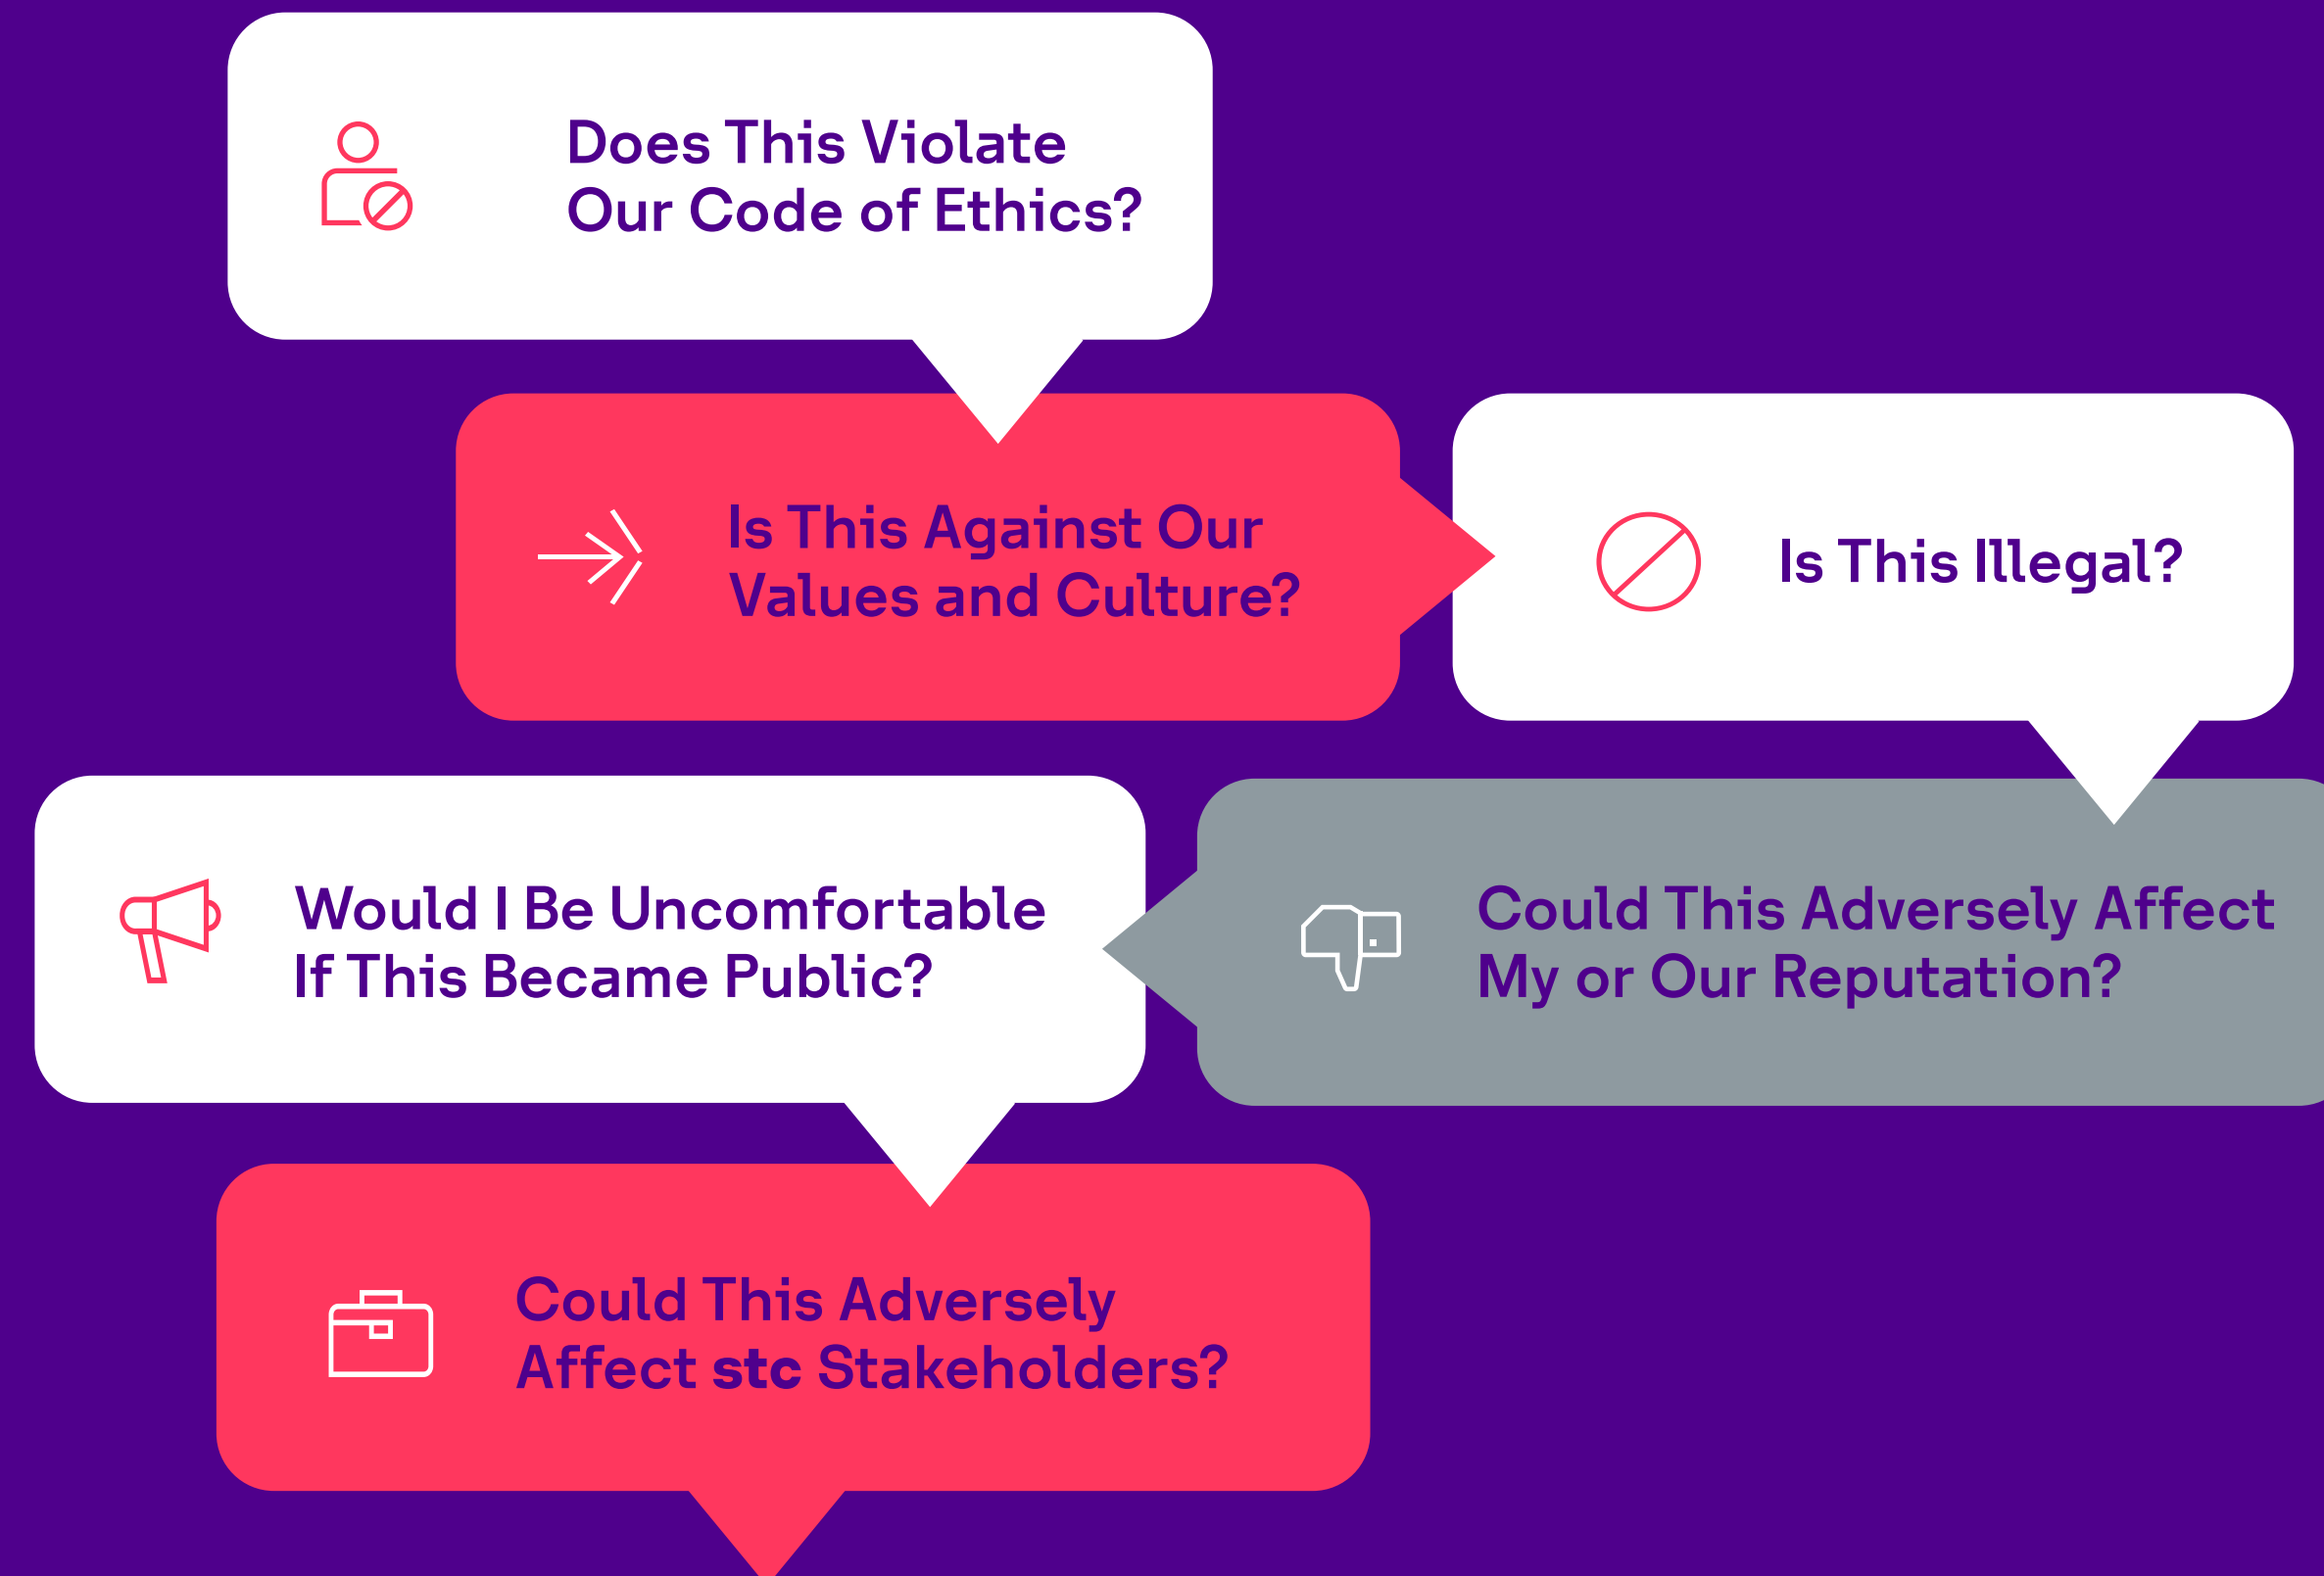 Does This Violate
Our Code of Ethics?
Is This Against Our
Values and Culture?
Is This Illegal?
Could This Adversely Affect
My or Our Reputation?
Would I Be Uncomfortable
If This Became Public?
Could This Adversely
Affect stc Stakeholders?